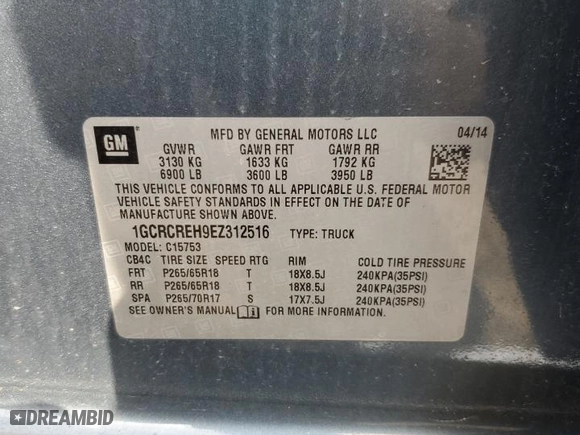 GM
MFD BY GENERAL MOTORS LLC
04/14
GVWR GAWR FRT GAWR RR
3130 KG 1633 KG 1792 KG
6900 LB 3600 LB 3950 LB
THIS VEHICLE CONFORMS TO ALL APPLICABLE U.S. FEDERAL MOTOR
VEHICLE SAFETY STANDARDS IN EFFECT ON THE DATE OF
MANUFACTURE SHOWN ABOVE.
1GCRCREH9EZ312516 TYPE: TRUCK
MODEL: C15753
CB4C TIRE SIZE SPEED RTG RIM COLD TIRE PRESSURE
FRT P265/65R18 T 18X8.5J 240KPA(35PSI)
RR P265/65R18 T 18X8.5J 240KPA(35PSI)
SPA P265/70R17 S 17X7.5J 240KPA(35PSI)
SEE OWNER'S MANUAL FOR MORE INFORMATION.
DREAMBID